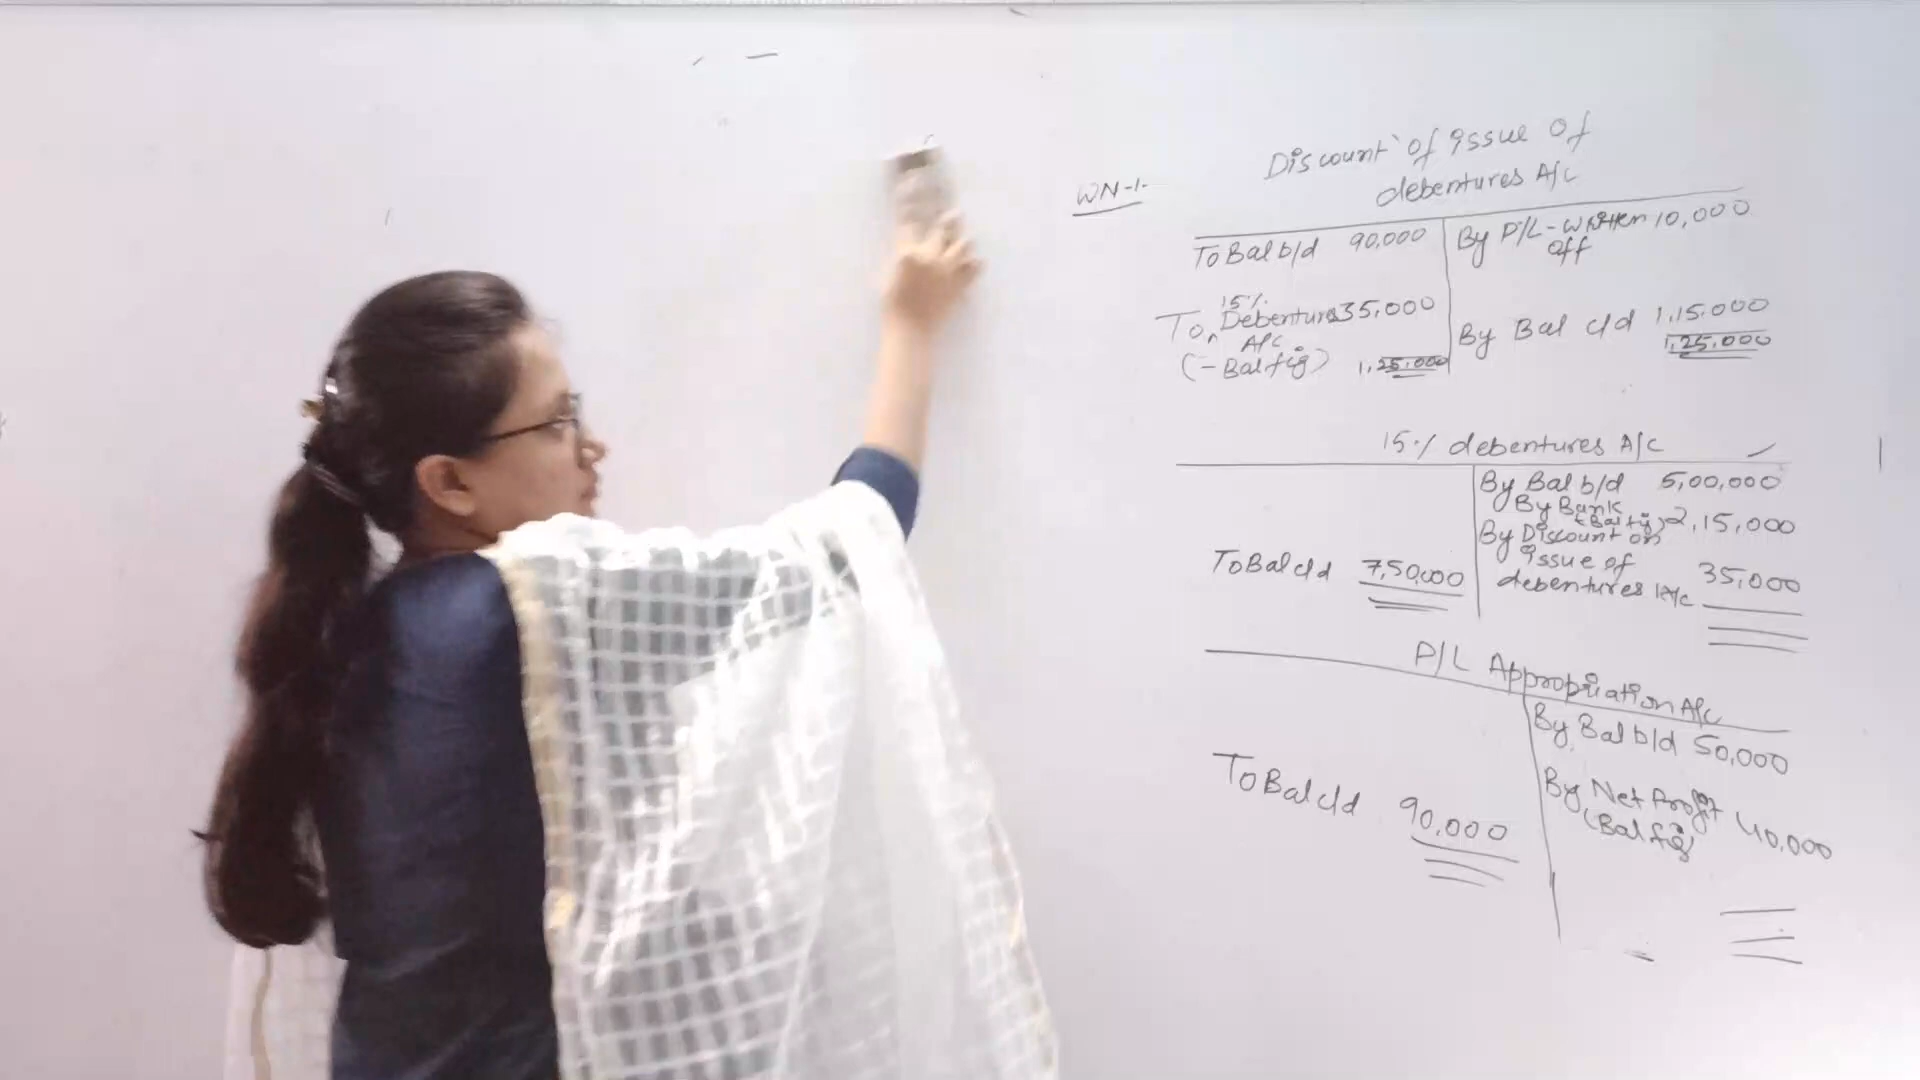 WN-1.
Discount of issue of
debentures A/c
To Bal b/d 90,000
By P/L - written 10,000
off
15%
To, Debentures 35,000
A/c
(- Bal fig) 1,25,000
By Bal c/d 1,15,000
1,25,000
15% debentures A/c
By Bal b/d 5,00,000
By Bank
(Bal fig) 2,15,000
By Discount on
issue of
debentures A/c 35,000
To Bal c/d 7,50,000
P/L Appropriation A/c
By Bal b/d 50,000
To Bal c/d 90,000
By Net Profit 40,000
(Bal fig)